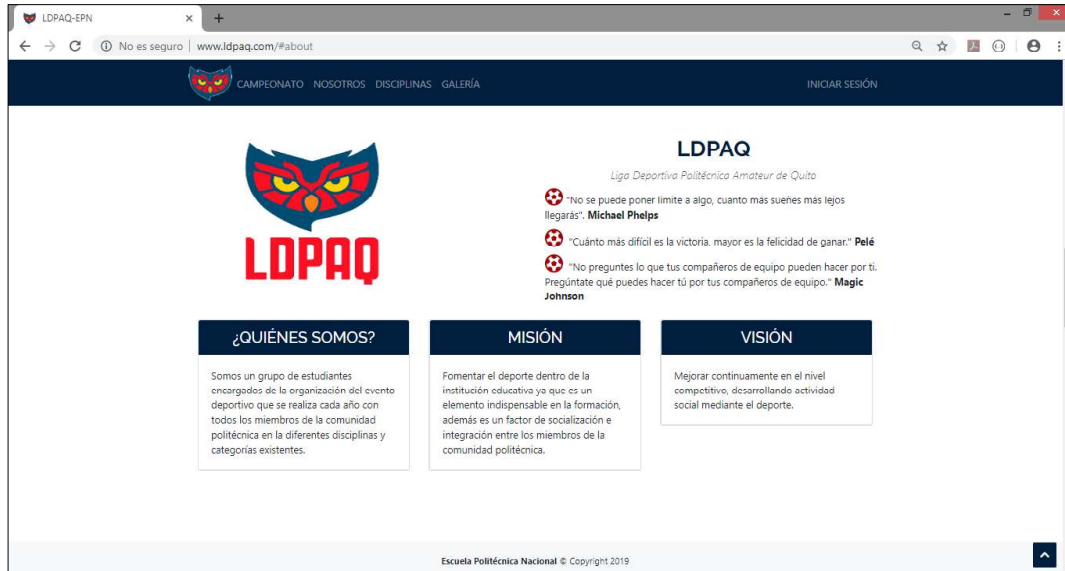 LDPAQ-EPN
No es seguro
www.ldpaq.com/#about
CAMPEONATO NOSOTROS DISCIPLINAS GALERÍA INICIAR SESIÓN
LDPAQ
LDPAQ
Liga Deportiva Politécnica Amateur de Quito
"No se puede poner limite a algo, cuanto más sueñes más lejos
llegarás". Michael Phelps
"Cuánto más difícil es la victoria. mayor es la felicidad de ganar." Pelé
"No preguntes lo que tus compañeros de equipo pueden hacer por ti.
Pregúntate qué puedes hacer tú por tus compañeros de equipo." Magic
Johnson
¿QUIÉNES SOMOS?
Somos un grupo de estudiantes
encargados de la organización del evento
deportivo que se realiza cada año con
todos los miembros de la comunidad
politécnica en la diferentes disciplinas y
categorías existentes.
MISIÓN
Fomentar el deporte dentro de la
institución educativa ya que es un
elemento indispensable en la formación,
además es un factor de socialización e
integración entre los miembros de la
comunidad politécnica.
VISIÓN
Mejorar continuamente en el nivel
competitivo, desarrollando actividad
social mediante el deporte.
Escuela Politécnica Nacional © Copyright 2019